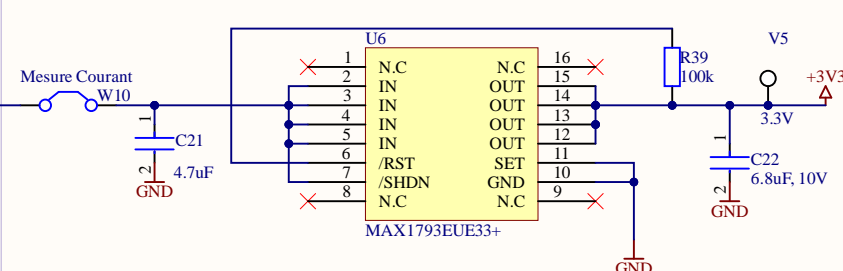 U6
V5
1 N.C N.C 16
R39
Mesure Courant
2 IN OUT 15
100k
+3V3
W10
3 IN OUT 14
4 IN OUT 13
3.3V
1
C21
5 IN OUT 12
1
6 /RST SET 11
C22
2
4.7uF
7 /SHDN GND 10
6.8uF, 10V
GND
8 N.C N.C 9
2
GND
MAX1793EUE33+
GND